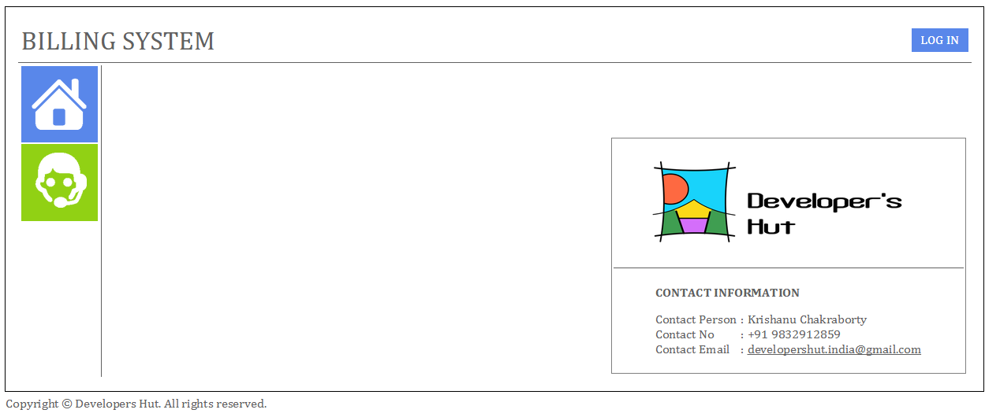 BILLING SYSTEM
LOG IN
Developer's
Hut
CONTACT INFORMATION
Contact Person : Krishanu Chakraborty
Contact No : +91 9832912859
Contact Email : developershut.india@gmail.com
Copyright © Developers Hut. All rights reserved.